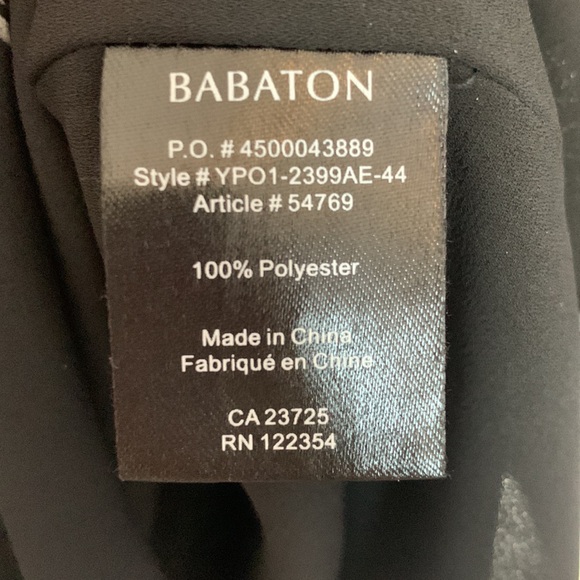 BABATON
P.O. # 4500043889
Style # YPO1-2399AE-44
Article # 54769
100% Polyester
Made in China
Fabriqué en Chine
CA 23725
RN 122354